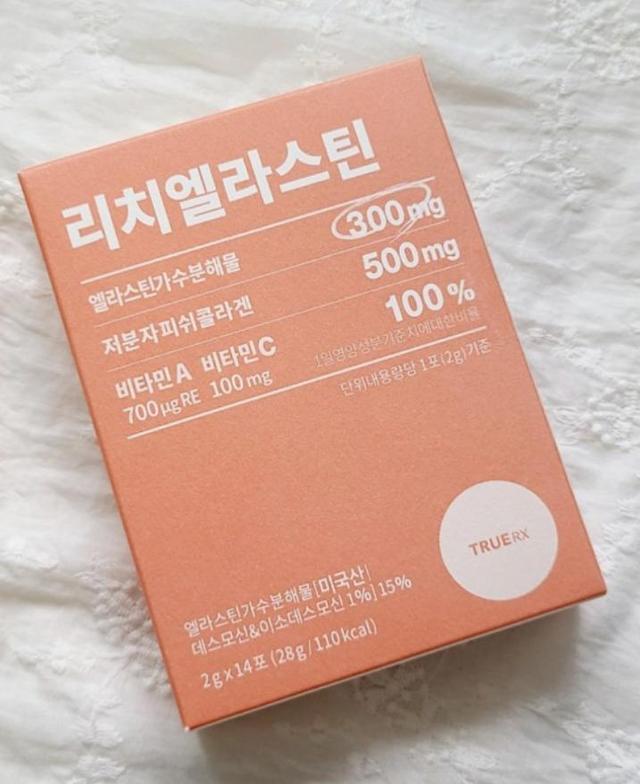 리치엘라스틴
엘라스틴가수분해물 300mg
저분자피쉬콜라겐 500mg
비타민A 비타민C 100%
700μgRE 100mg 1일영양성분기준치에대한비율
단위내용량당 1포(2g)기준
TRUERX
엘라스틴가수분해물[미국산|
데스모신&이소데스모신 1%] 15%
2gx14포(28g/110kcal)